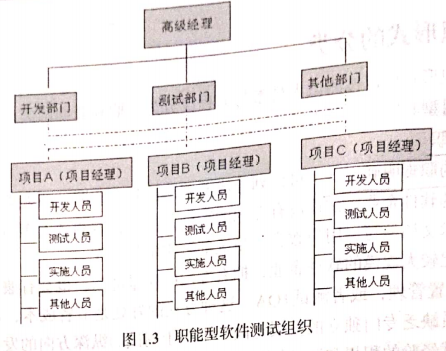 高级经理
开发部门
测试部门
其他部门
项目A（项目经理）
开发人员
测试人员
实施人员
其他人员
项目B（项目经理）
开发人员
测试人员
实施人员
其他人员
项目C（项目经理）
开发人员
测试人员
实施人员
其他人员
图 1.3 职能型软件测试组织